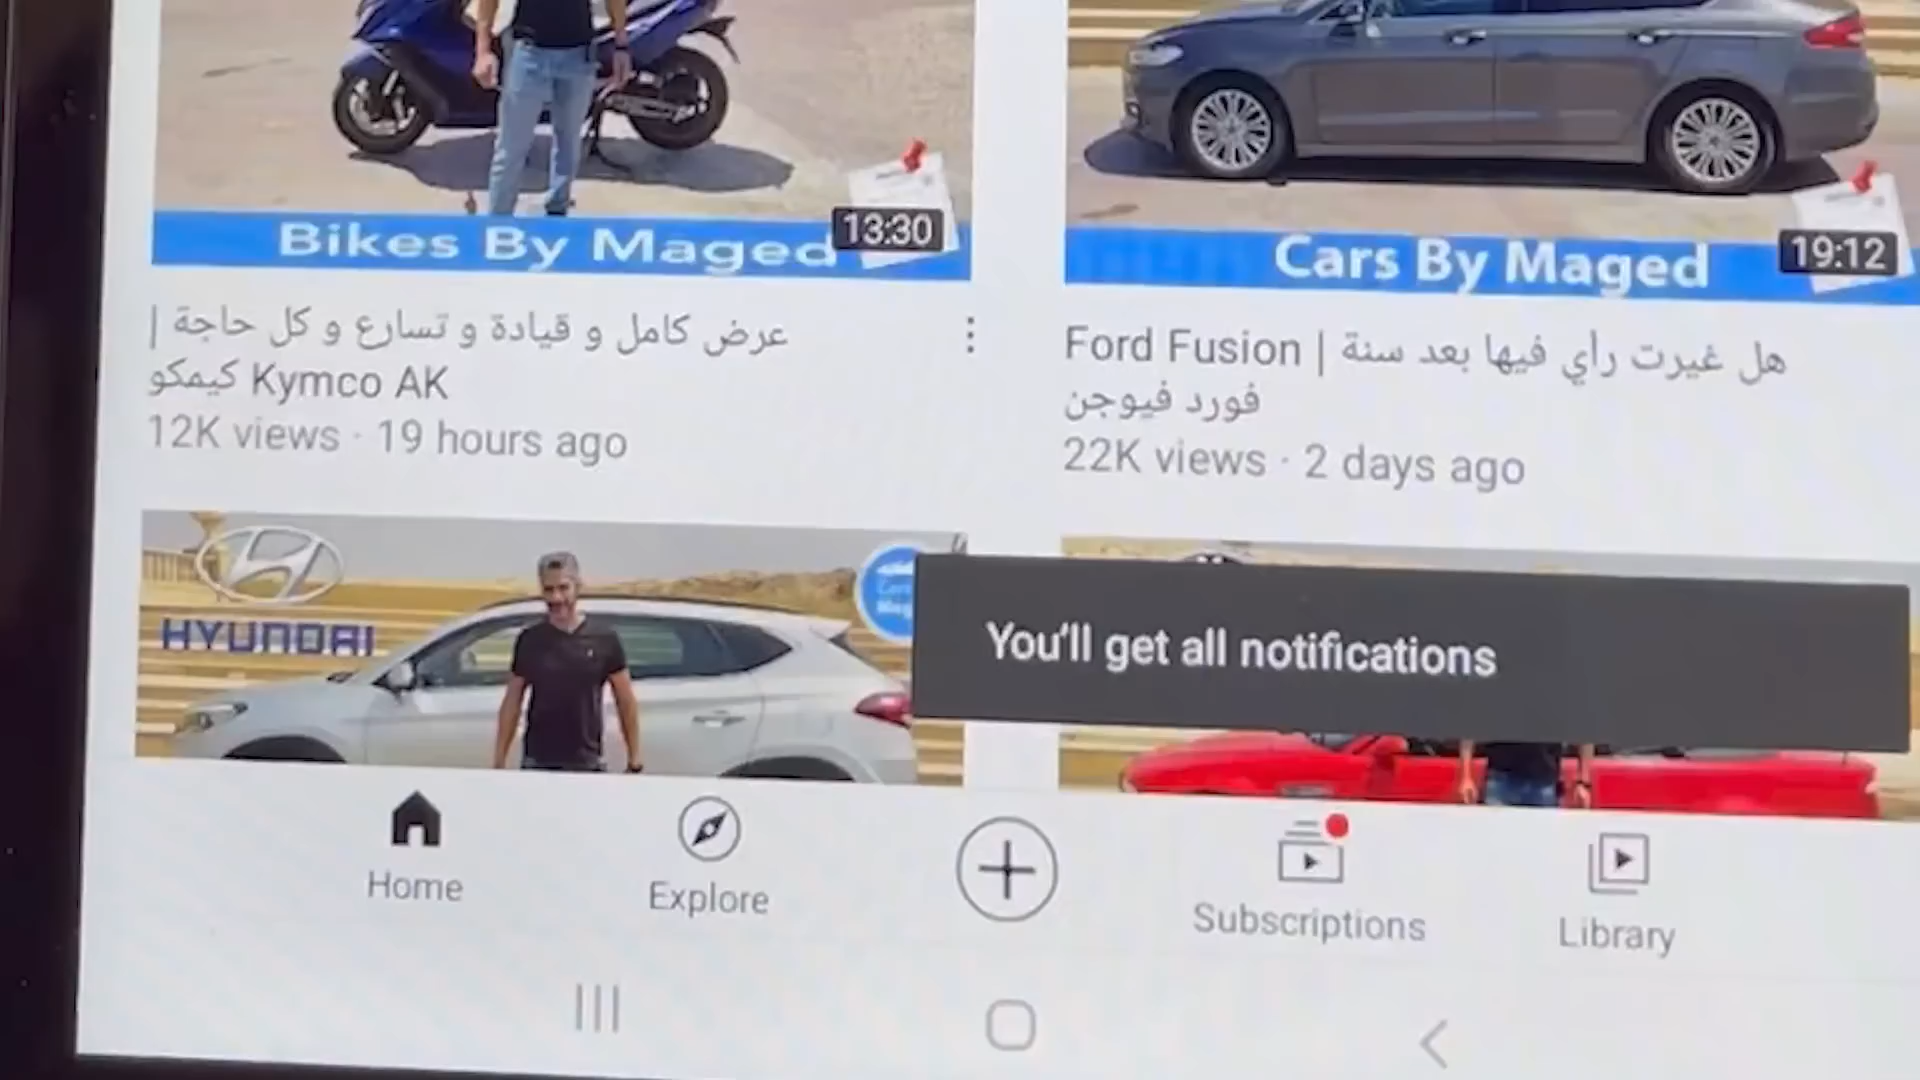 Bikes By Maged
13:30
Cars By Maged
19:12
عرض كامل و قيادة و تسارع و كل حاجة |
كيمكو Kymco AK
12K views · 19 hours ago
Ford Fusion | هل غيرت رأي فيها بعد سنة
فورد فيوجن
22K views · 2 days ago
HYUNDAI
You'll get all notifications
Home
Explore
Subscriptions
Library